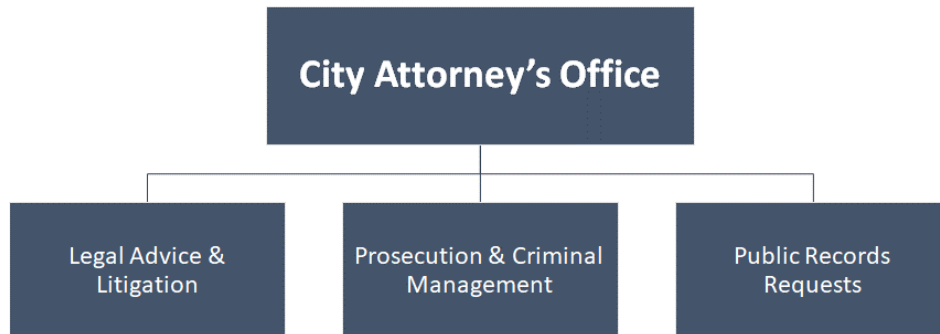 City Attorney’s Office
Legal Advice &
Litigation
Prosecution & Criminal
Management
Public Records
Requests